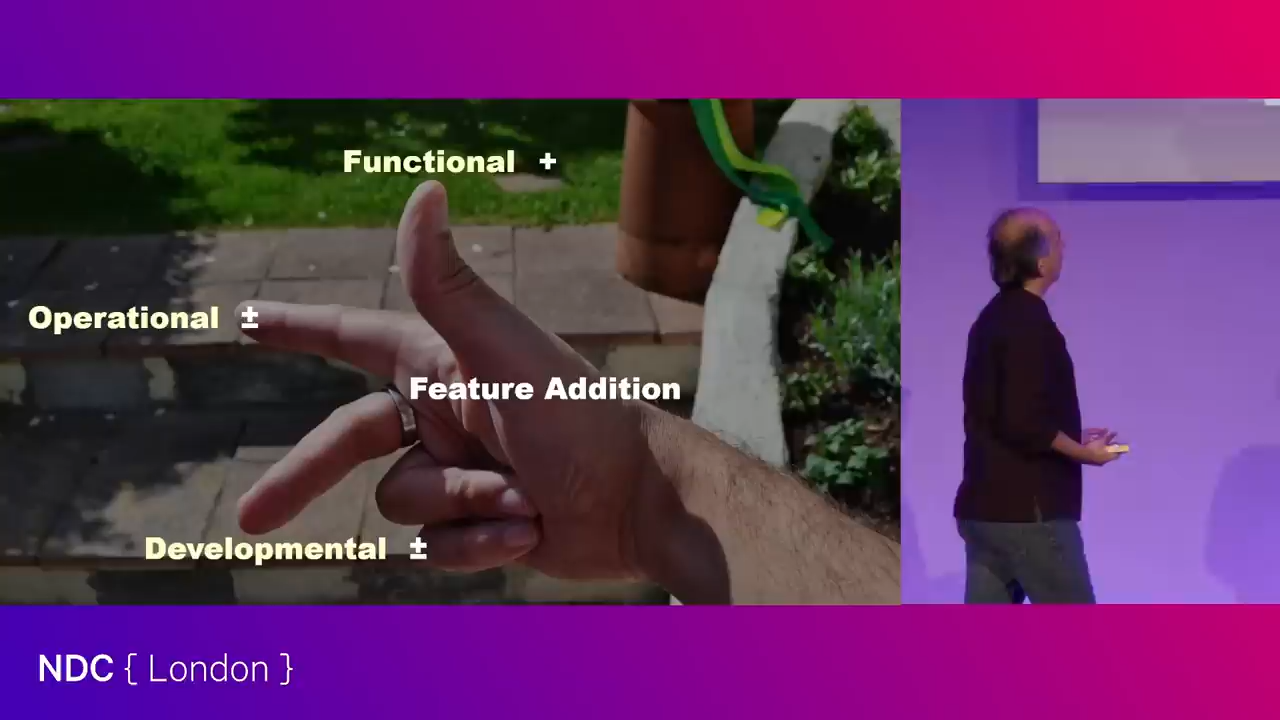 Functional +
Operational ±
Feature Addition
Developmental ±
NDC { London }